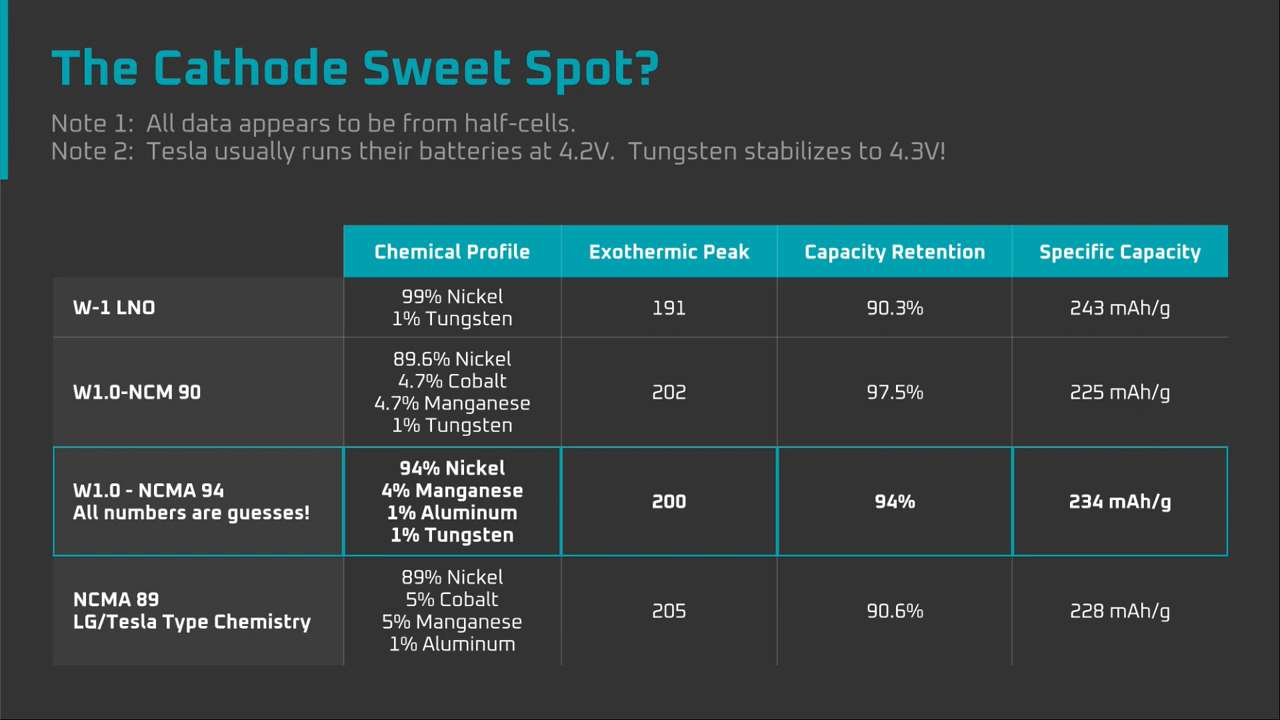 The Cathode Sweet Spot?
Note 1: All data appears to be from half-cells.
Note 2: Tesla usually runs their batteries at 4.2V. Tungsten stabilizes to 4.3V!
Chemical Profile Exothermic Peak Capacity Retention Specific Capacity
W-1 LNO
99% Nickel
1% Tungsten
191
90.3%
243 mAh/g
W1.0-NCM 90
89.6% Nickel
4.7% Cobalt
4.7% Manganese
1% Tungsten
202
97.5%
225 mAh/g
W1.0 - NCMA 94
All numbers are guesses!
94% Nickel
4% Manganese
1% Aluminum
1% Tungsten
200
94%
234 mAh/g
NCMA 89
LG/Tesla Type Chemistry
89% Nickel
5% Cobalt
5% Manganese
1% Aluminum
205
90.6%
228 mAh/g